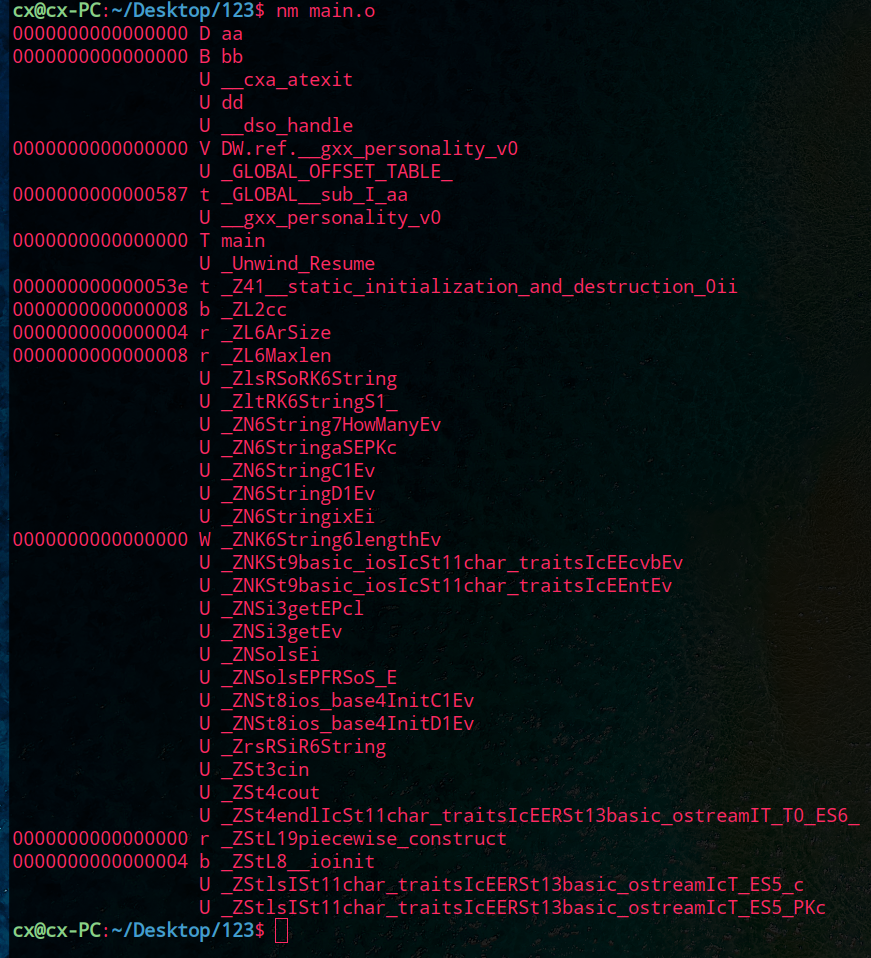 cx@cx-PC:~/Desktop/123$ nm main.o
0000000000000000 D aa
0000000000000000 B bb
                 U __cxa_atexit
                 U dd
                 U __dso_handle
0000000000000000 V DW.ref.__gxx_personality_v0
                 U _GLOBAL_OFFSET_TABLE_
0000000000000587 t _GLOBAL__sub_I_aa
                 U __gxx_personality_v0
0000000000000000 T main
                 U _Unwind_Resume
000000000000053e t _Z41__static_initialization_and_destruction_0ii
0000000000000008 b _ZL2cc
0000000000000004 r _ZL6ArSize
0000000000000008 r _ZL6Maxlen
                 U _ZlsRSoRK6String
                 U _ZltRK6StringS1_
                 U _ZN6String7HowManyEv
                 U _ZN6StringaSEPKc
                 U _ZN6StringC1Ev
                 U _ZN6StringD1Ev
                 U _ZN6StringixEi
0000000000000000 W _ZNK6String6lengthEv
                 U _ZNKSt9basic_iosIcSt11char_traitsIcEEcvbEv
                 U _ZNKSt9basic_iosIcSt11char_traitsIcEEntEv
                 U _ZNSi3getEPcl
                 U _ZNSi3getEv
                 U _ZNSolsEi
                 U _ZNSolsEPFRSoS_E
                 U _ZNSt8ios_base4InitC1Ev
                 U _ZNSt8ios_base4InitD1Ev
                 U _ZrsRSiR6String
                 U _ZSt3cin
                 U _ZSt4cout
                 U _ZSt4endlIcSt11char_traitsIcEERSt13basic_ostreamIT_T0_ES6_
0000000000000000 r _ZStL19piecewise_construct
0000000000000004 b _ZStL8__ioinit
                 U _ZStlsISt11char_traitsIcEERSt13basic_ostreamIcT_ES5_c
                 U _ZStlsISt11char_traitsIcEERSt13basic_ostreamIcT_ES5_PKc
cx@cx-PC:~/Desktop/123$